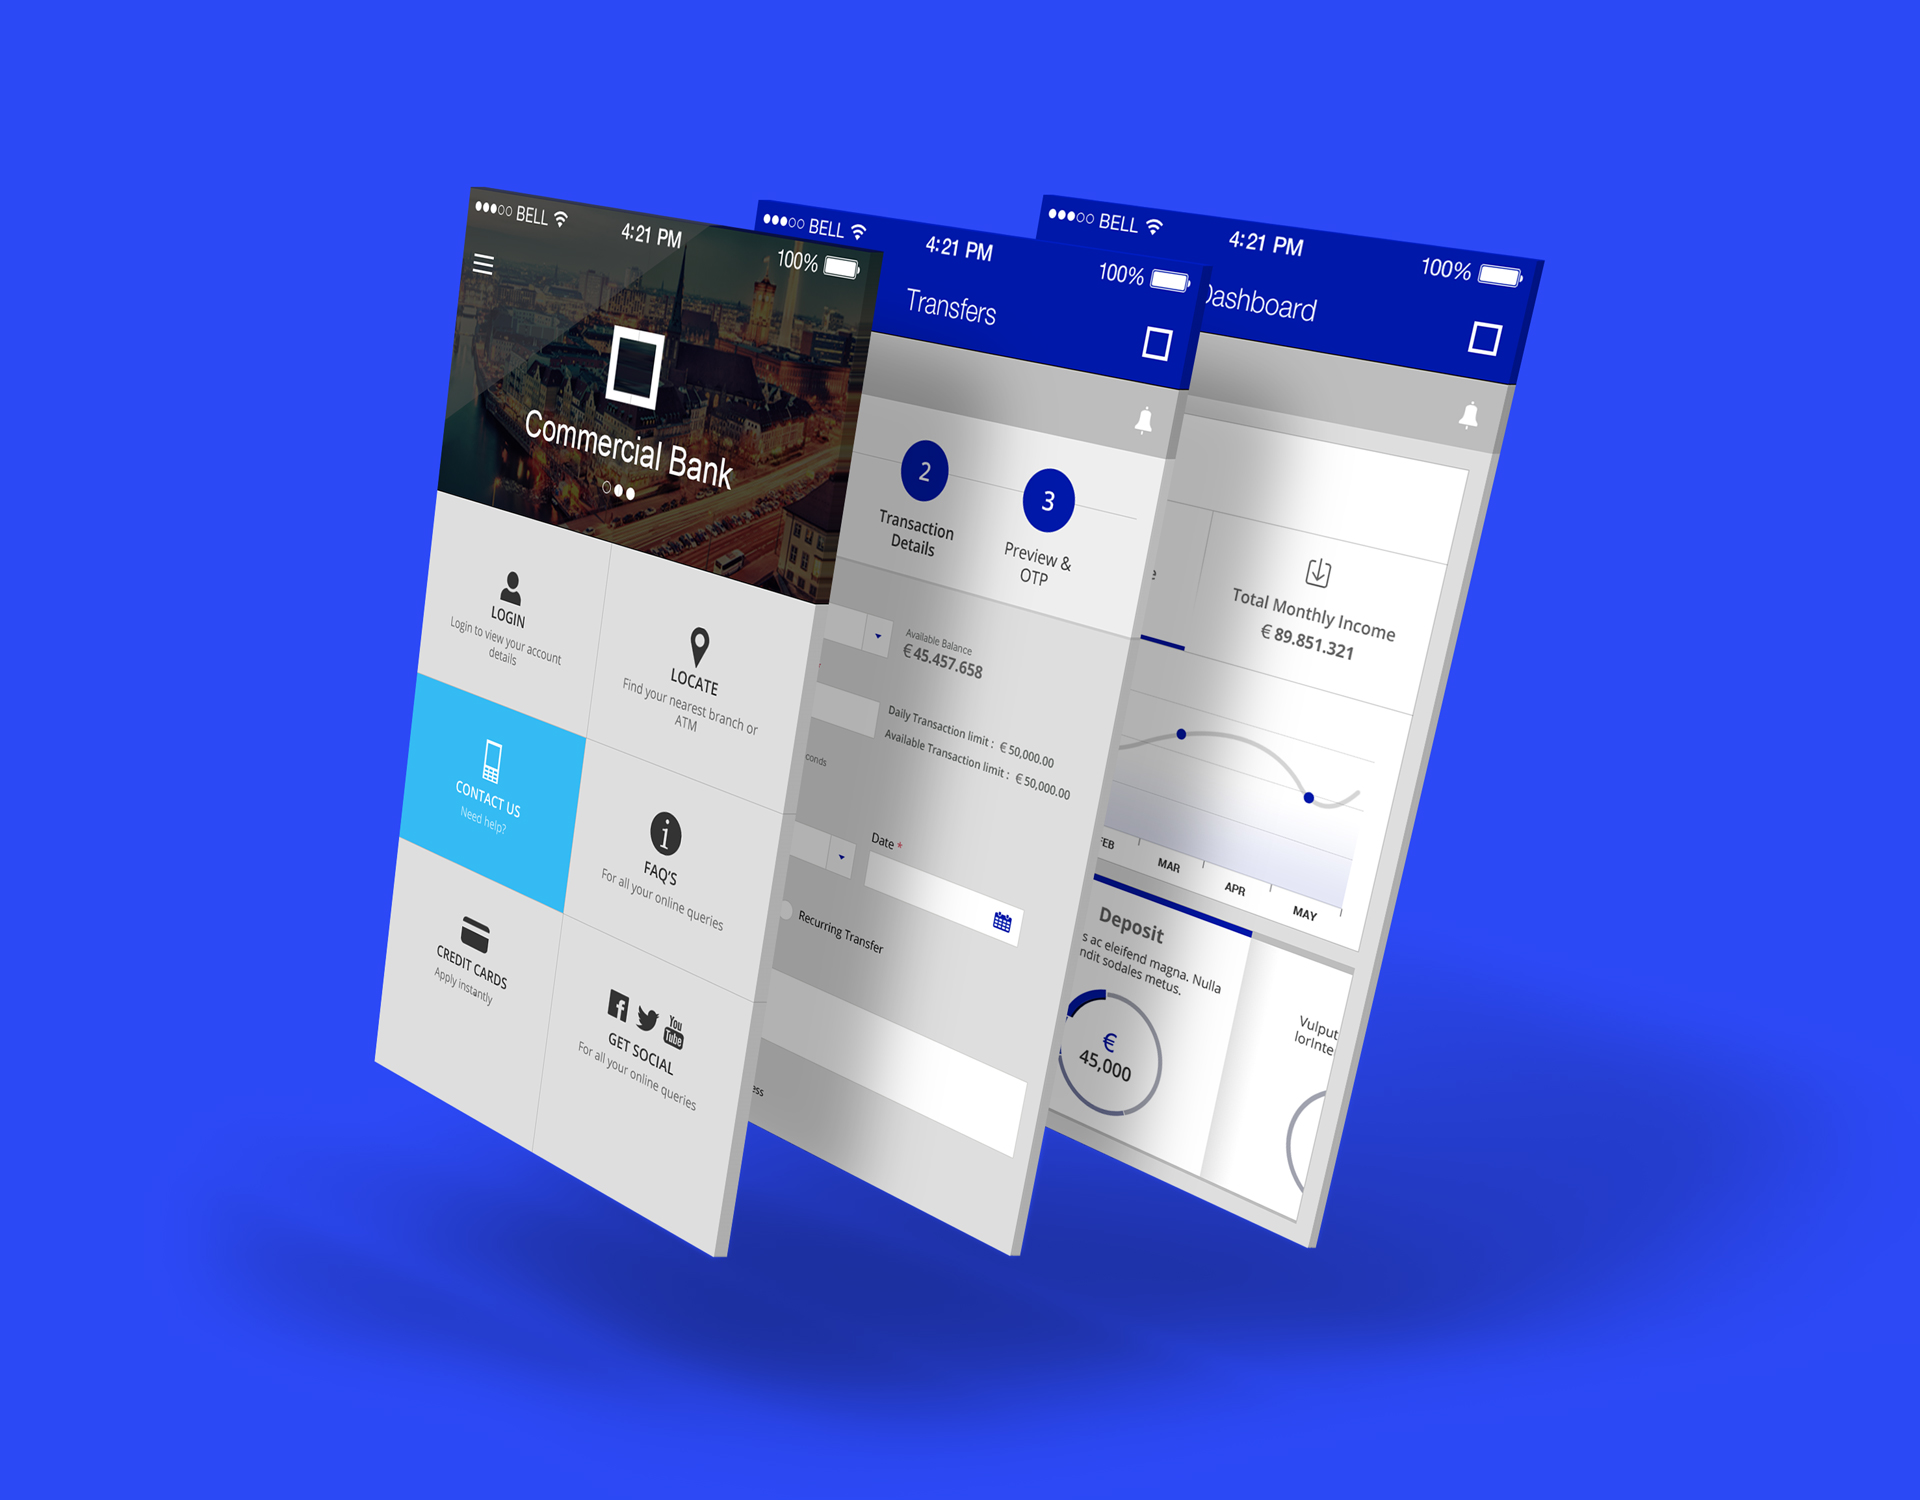 BELL
4:21 PM
100%
Commercial Bank
LOGIN
Login to view your account
details
LOCATE
Find your nearest branch or
ATM
CONTACT US
Need help?
FAQ'S
For all your online queries
CREDIT CARDS
Apply instantly
f
You
Tube
GET SOCIAL
For all your online queries
BELL
4:21 PM
100%
Transfers
2
3
Transaction
Details
Preview &
OTP
Available Balance
€ 45.457.658
Daily Transaction limit : € 50,000.00
Available Transaction limit : € 50,000.00
conds
Date *
Recurring Transfer
ess
BELL
4:21 PM
100%
Dashboard
e
Total Monthly Income
€ 89.851.321
FEB
MAR
APR
MAY
Deposit
s ac eleifend magna. Nulla
ndit sodales metus.
€
45,000
Vulput
lorInte